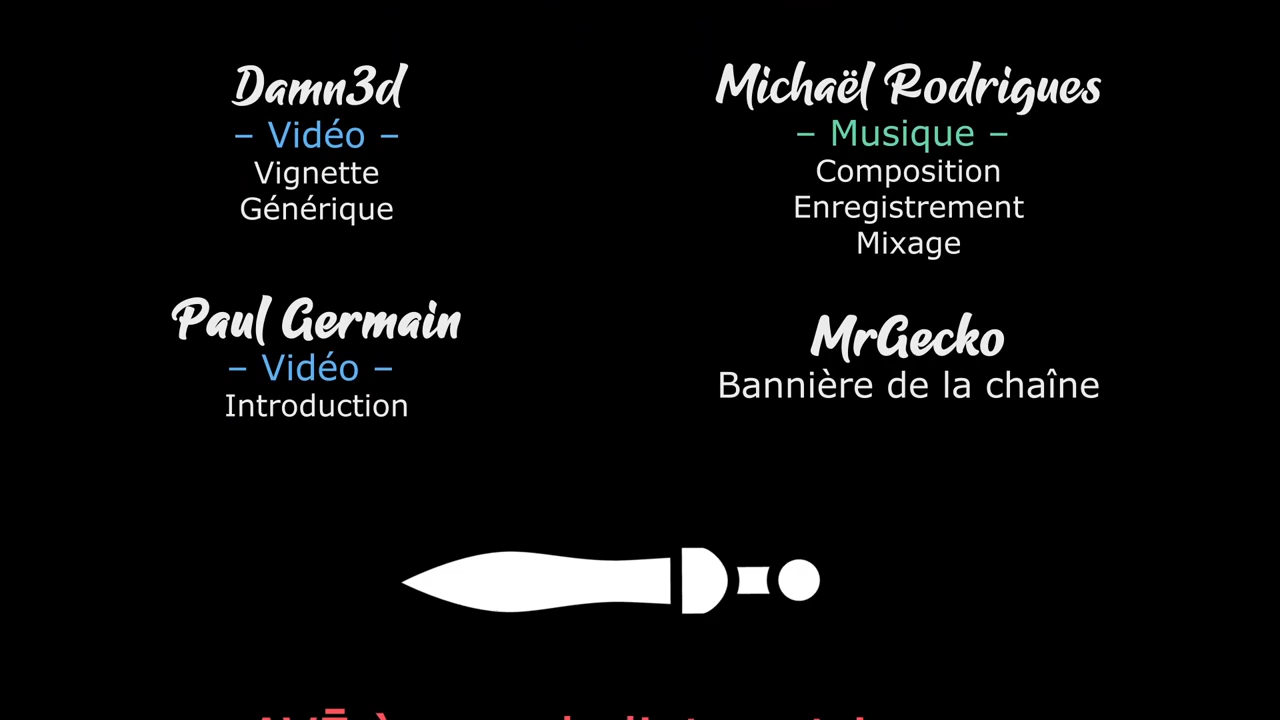 Damn3d
– Vidéo –
Vignette
Générique
Michaël Rodrigues
– Musique –
Composition
Enregistrement
Mixage
Paul Germain
– Vidéo –
Introduction
MrGecko
Bannière de la chaîne